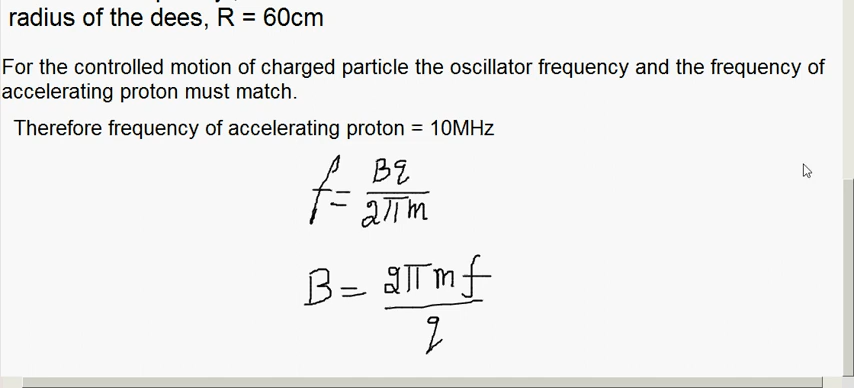 radius of the dees, R = 60cm
For the controlled motion of charged particle the oscillator frequency and the frequency of
accelerating proton must match.
Therefore frequency of accelerating proton = 10MHz
f = Bq / 2πm
B = 2πmf / q